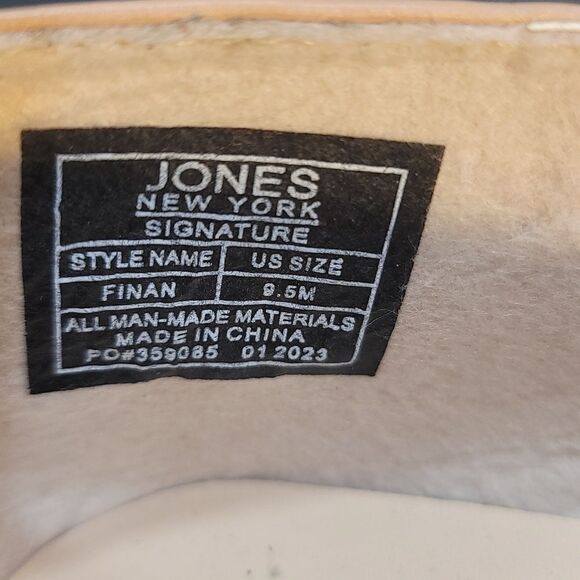 JONES
NEW YORK
SIGNATURE
STYLE NAME US SIZE
FINAN 9.5M
ALL MAN-MADE MATERIALS
MADE IN CHINA
PO#359085 01 2023